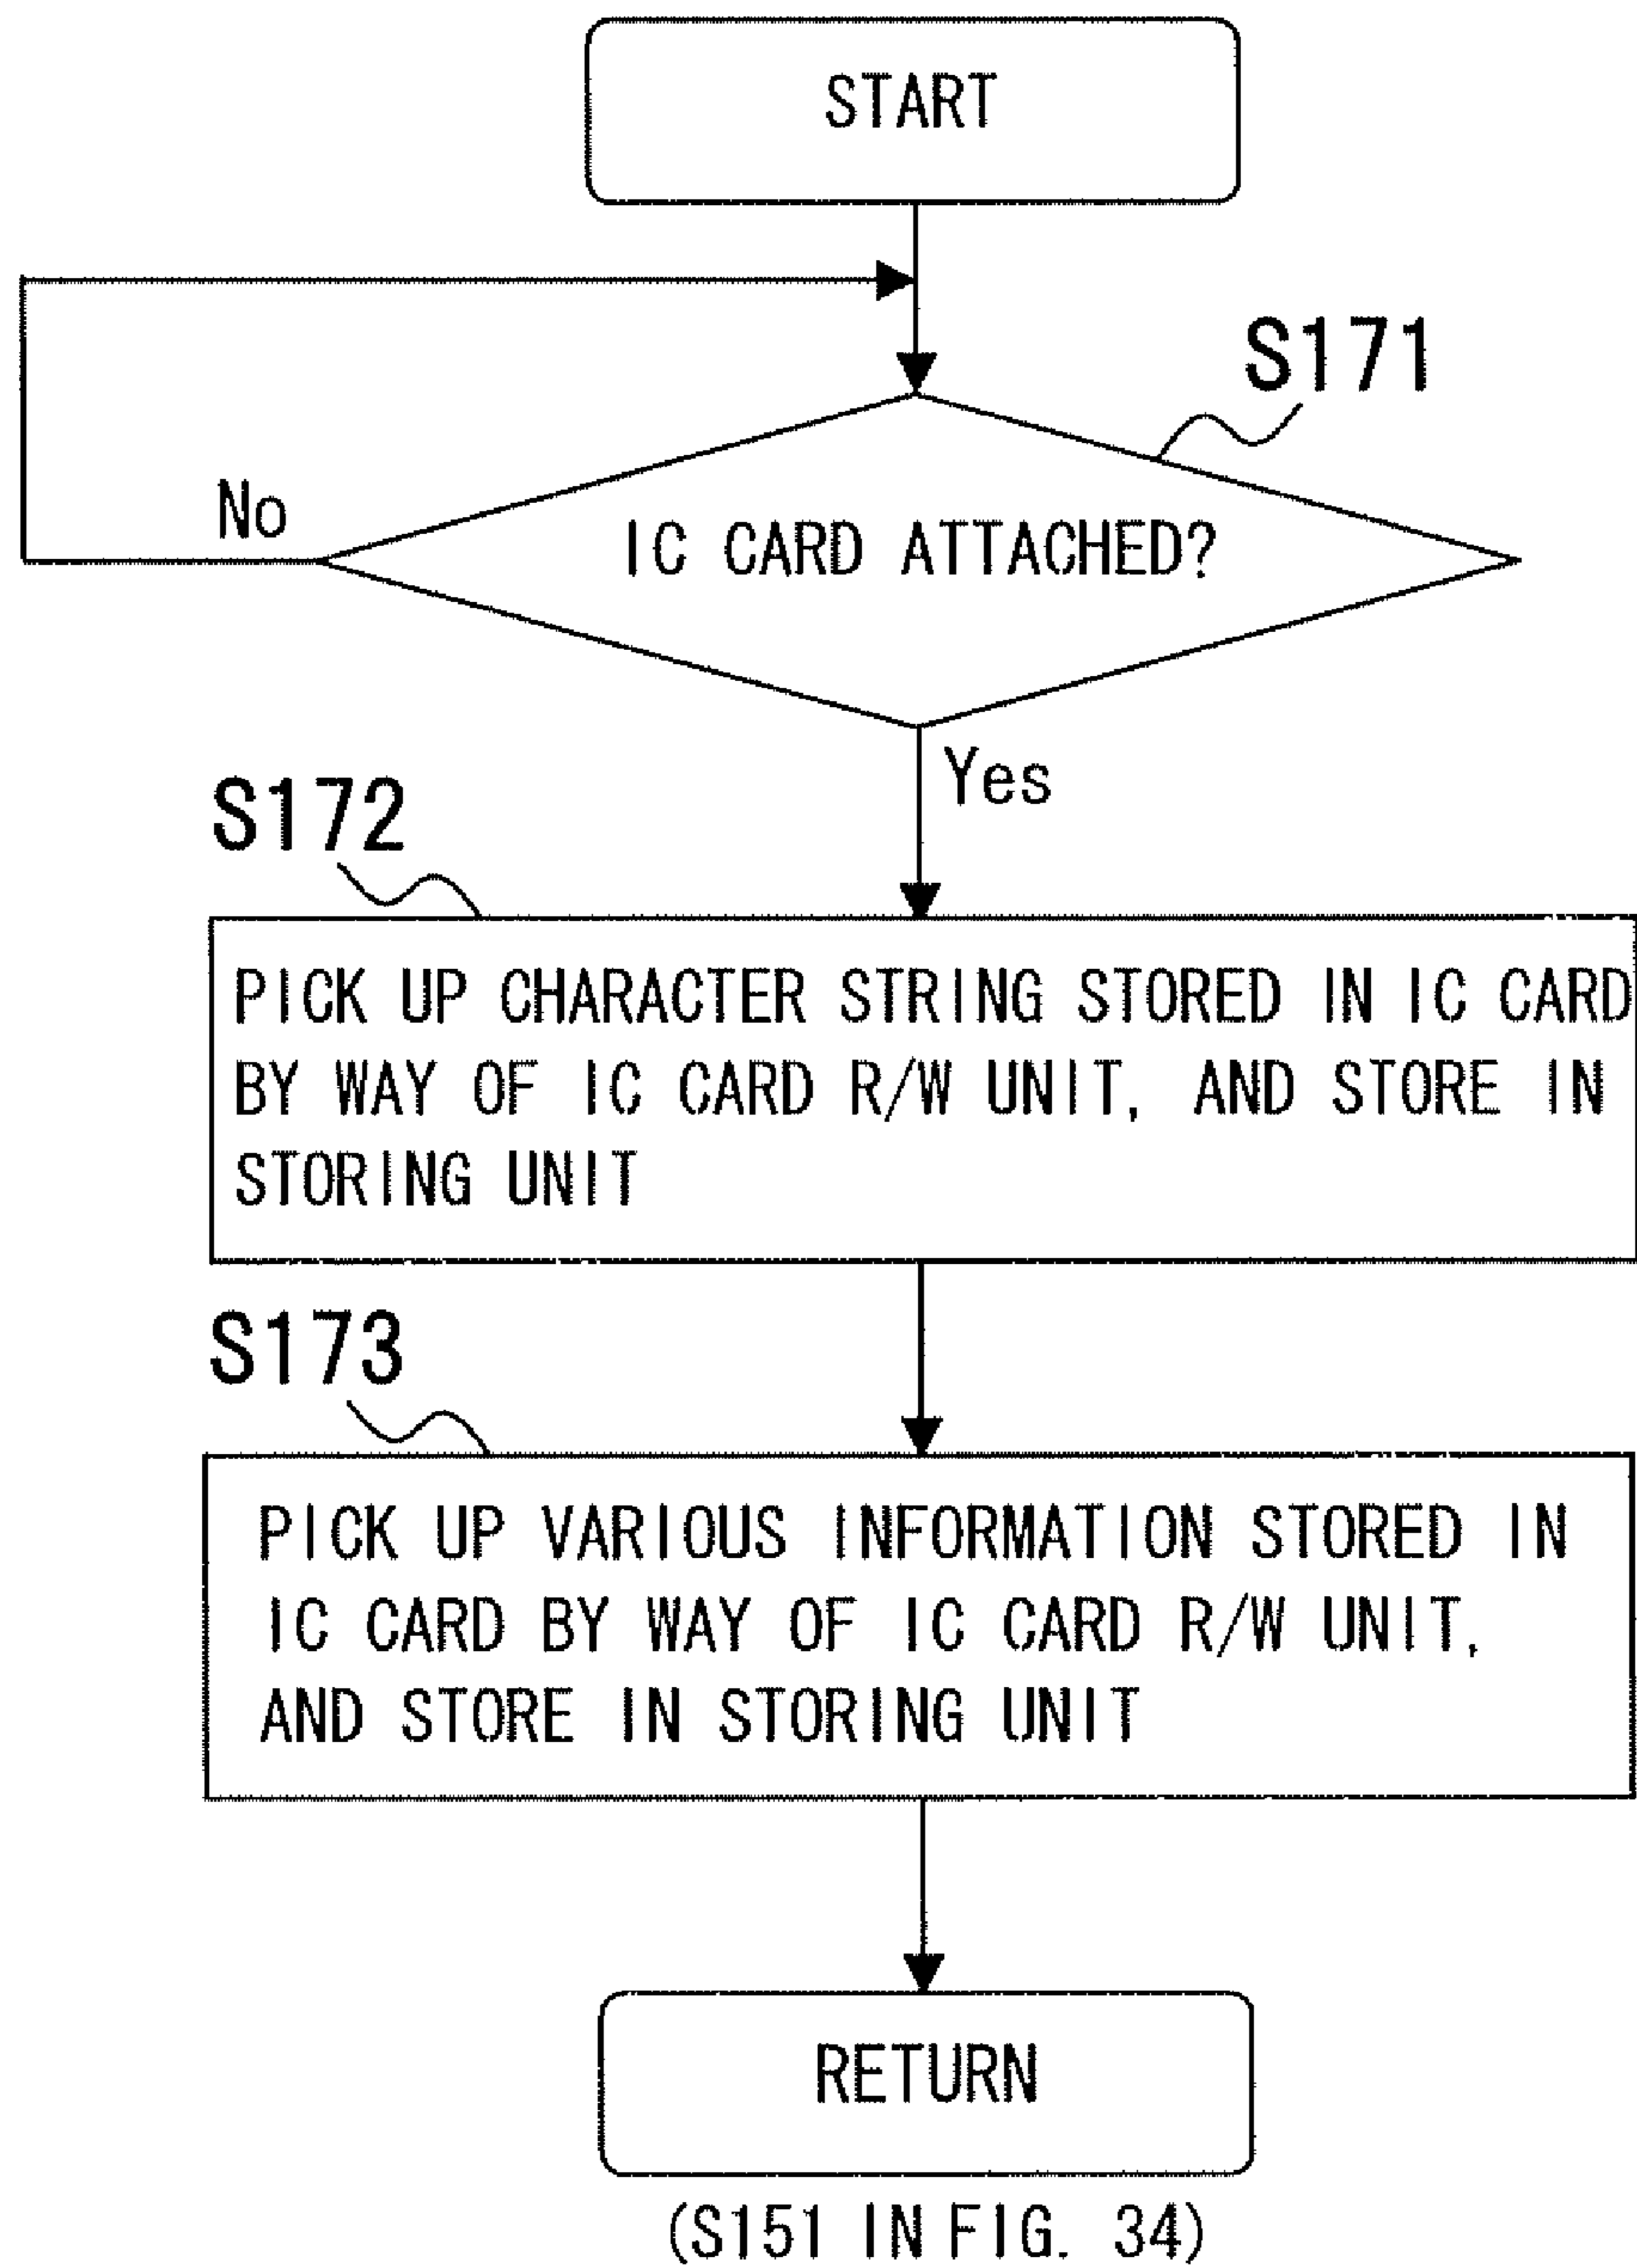 START
S171
No
IC CARD ATTACHED?
Yes
S172
PICK UP CHARACTER STRING STORED IN IC CARD
BY WAY OF IC CARD R/W UNIT, AND STORE IN
STORING UNIT
S173
PICK UP VARIOUS INFORMATION STORED IN
IC CARD BY WAY OF IC CARD R/W UNIT,
AND STORE IN STORING UNIT
RETURN
(S151 IN FIG. 34)